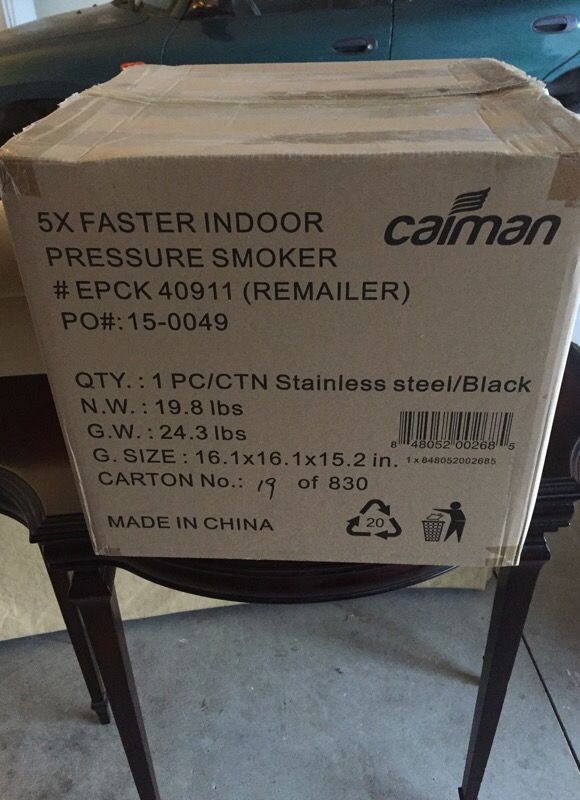 caiman
5X FASTER INDOOR
PRESSURE SMOKER
# EPCK 40911 (REMAILER)
PO#: 15-0049
QTY. : 1 PC/CTN Stainless steel/Black
N.W. : 19.8 lbs
G.W. : 24.3 lbs
G. SIZE : 16.1x16.1x15.2 in.
CARTON No.: 19 of 830
8 48052 00268 5
1 x 848052002685
MADE IN CHINA
20